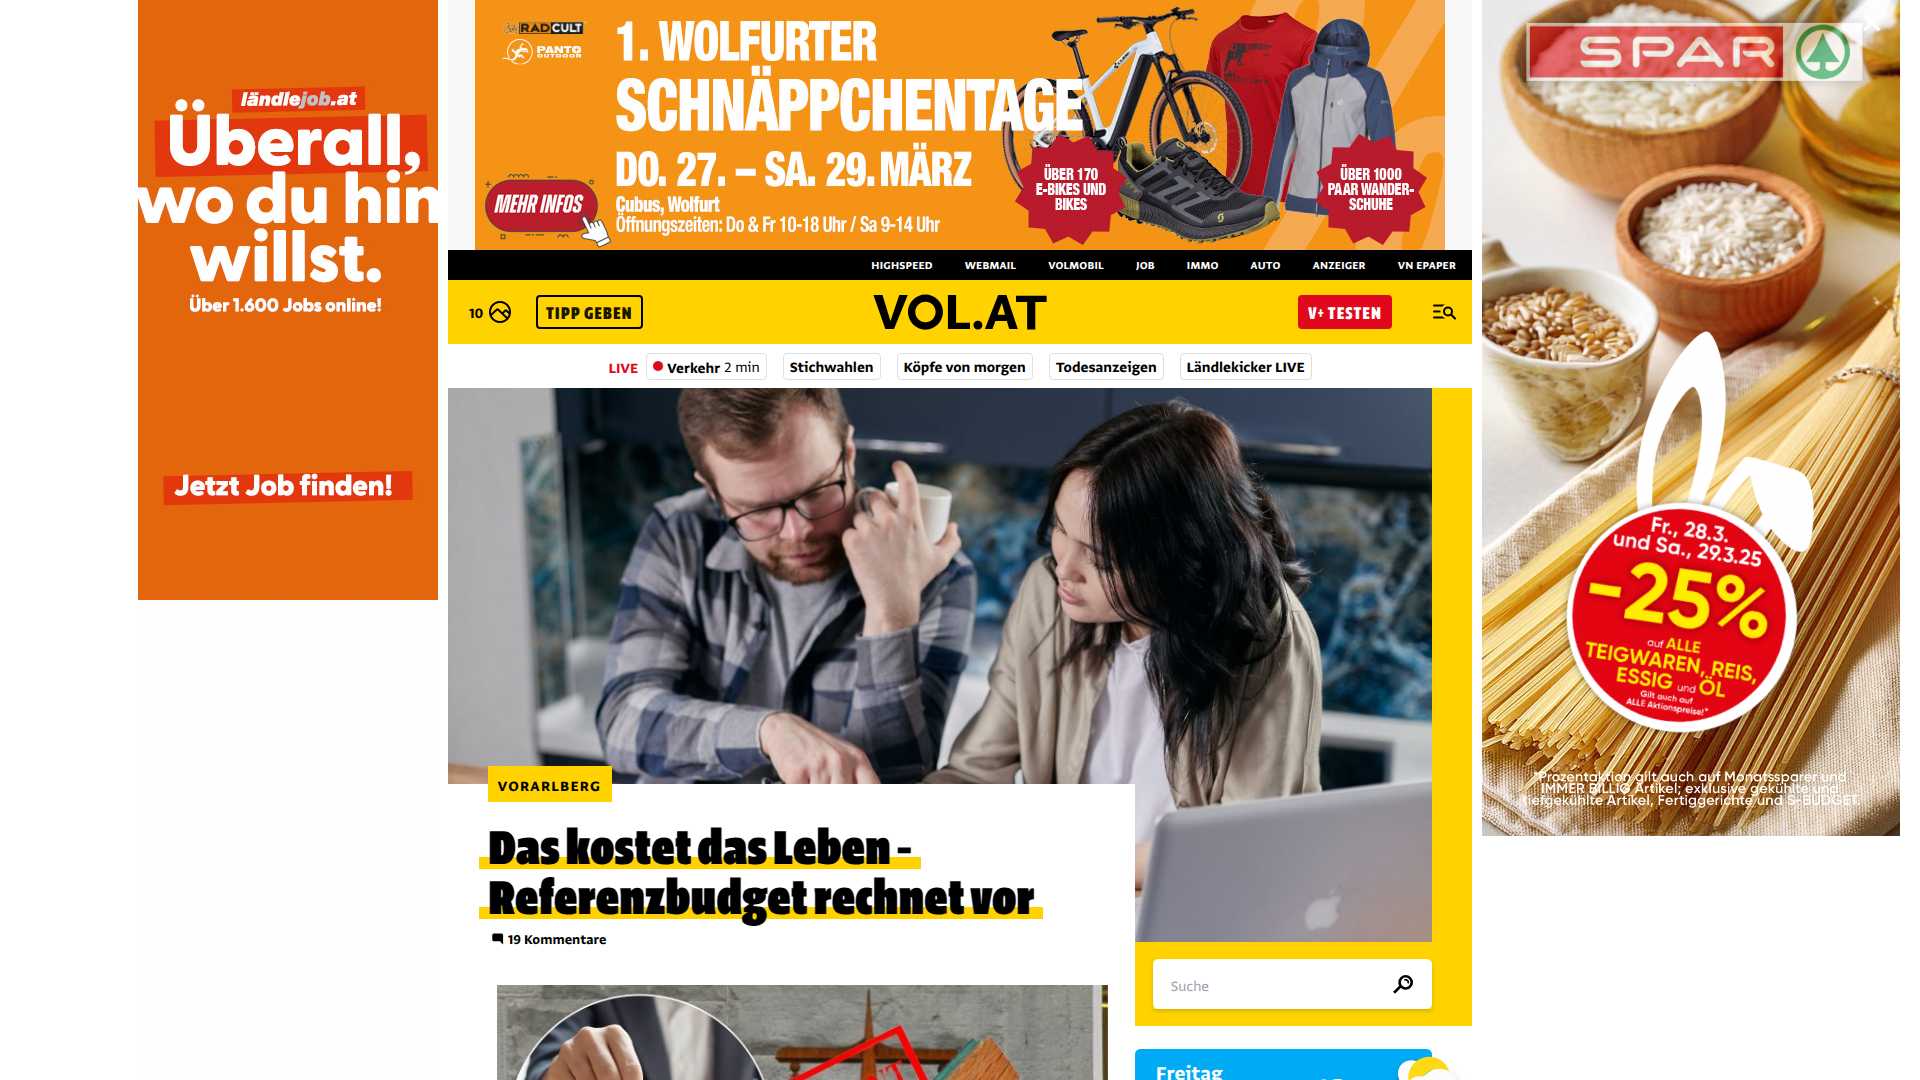 ländlejob.at
Überall,
wo du hin
willst.
Über 1.600 Jobs online!
Jetzt Job finden!
RADCULT
PANTO
OUTDOOR
1. WOLFURTER
SCHNÄPPCHENTAGE
DO. 27. – SA. 29. MÄRZ
MEHR INFOS
Cubus, Wolfurt
Öffnungszeiten: Do & Fr 10-18 Uhr / Sa 9-14 Uhr
ÜBER 170
E-BIKES UND
BIKES
ÜBER 1000
PAAR WANDER-
SCHUHE
HIGHSPEED WEBMAIL VOLMOBIL JOB IMMO AUTO ANZEIGER VN EPAPER
10
TIPP GEBEN
VOL.AT
V+ TESTEN
LIVE Verkehr 2 min Stichwahlen Köpfe von morgen Todesanzeigen Ländlekicker LIVE
VORARLBERG
Das kostet das Leben -
Referenzbudget rechnet vor
19 Kommentare
Suche
Freitag
SPAR
Fr., 28.3.
und Sa., 29.3.25
-25%
auf ALLE
TEIGWAREN, REIS,
ESSIG und ÖL
Gilt auch auf
ALLE Aktionspreise!*
*Prozentaktion gilt auch auf Monatssparer und
IMMER BILLIG Artikel; exklusive gekühlte und
tiefgekühlte Artikel, Fertiggerichte und S-BUDGET.